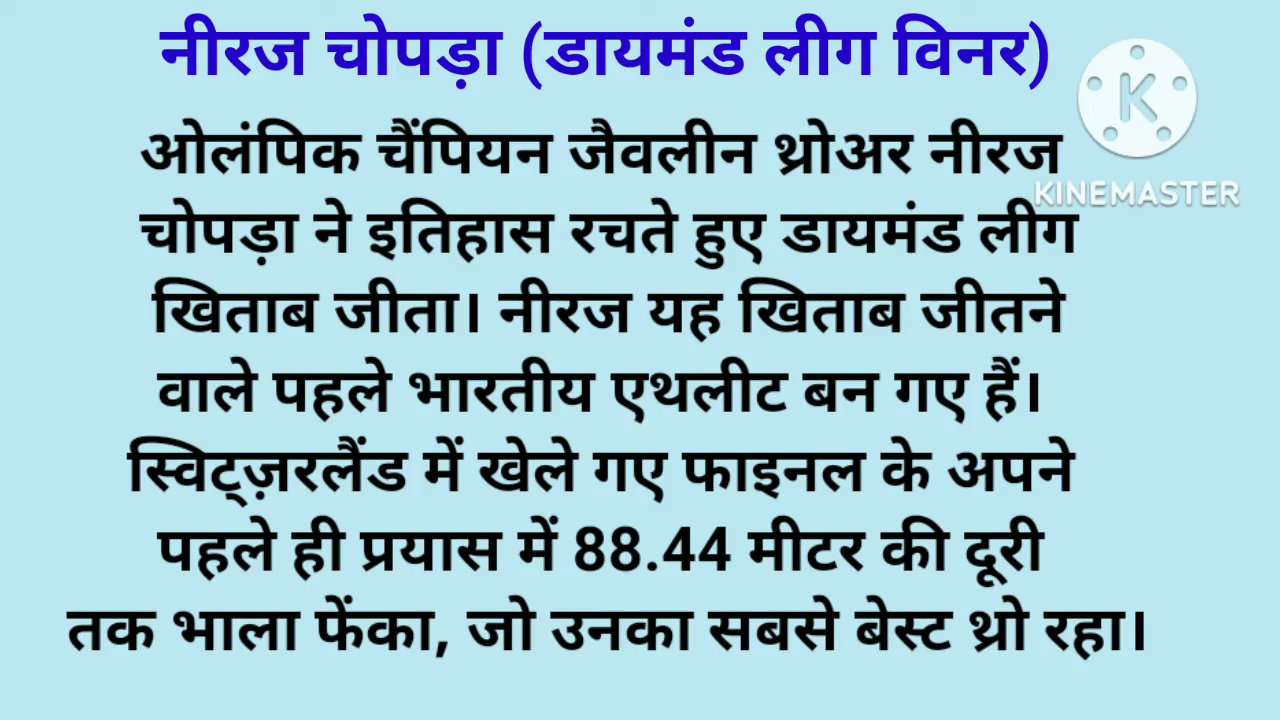 नीरज चोपड़ा (डायमंड लीग विनर)
K
KINEMASTER
ओलंपिक चैंपियन जैवलीन थ्रोअर नीरज
चोपड़ा ने इतिहास रचते हुए डायमंड लीग
खिताब जीता। नीरज यह खिताब जीतने
वाले पहले भारतीय एथलीट बन गए हैं।
स्विट्ज़रलैंड में खेले गए फाइनल के अपने
पहले ही प्रयास में 88.44 मीटर की दूरी
तक भाला फेंका, जो उनका सबसे बेस्ट थ्रो रहा।